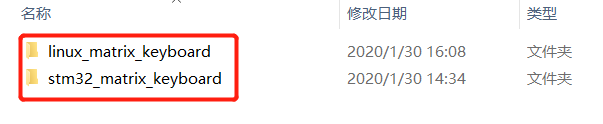 名称 修改日期 类型
linux_matrix_keyboard 2020/1/30 16:08 文件夹
stm32_matrix_keyboard 2020/1/30 14:34 文件夹